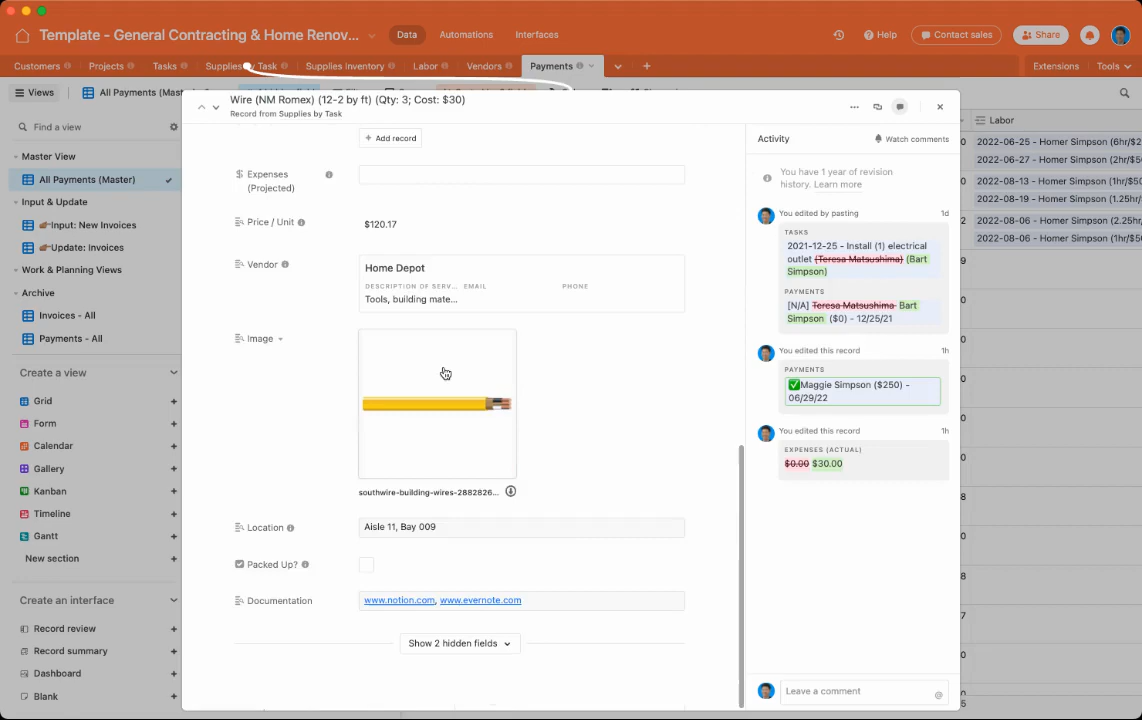 Template - General Contracting & Home Renov...
Data
Automations
Interfaces
Help
Contact sales
Share
Customers
Projects
Tasks
Supplies by Task
Supplies Inventory
Labor
Vendors
Payments
Extensions
Tools
Views
All Payments (Mast
Find a view
Master View
All Payments (Master)
Input & Update
Input: New Invoices
Update: Invoices
Work & Planning Views
Archive
Invoices - All
Payments - All
Create a view
Grid
Form
Calendar
Gallery
Kanban
Timeline
Gantt
New section
Create an interface
Record review
Record summary
Dashboard
Blank
Wire (NM Romex) (12-2 by ft) (Qty: 3; Cost: $30)
Record from Supplies by Task
+ Add record
Expenses
(Projected)
Price / Unit
$120.17
Vendor
Home Depot
DESCRIPTION OF SERV... EMAIL PHONE
Tools, building mate...
Image
southwire-building-wires-2882826...
Location
Aisle 11, Bay 009
Packed Up?
Documentation
www.notion.com, www.evernote.com
Show 2 hidden fields
Activity
Watch comments
You have 1 year of revision
history. Learn more
You edited by pasting 1d
TASKS
2021-12-25 - Install (1) electrical
outlet (Teresa Matsushima) (Bart
Simpson)
PAYMENTS
[N/A] Teresa Matsushima Bart
Simpson ($0) - 12/25/21
You edited this record 1h
PAYMENTS
✅Maggie Simpson ($250) -
06/29/22
You edited this record 1h
EXPENSES (ACTUAL)
$0.00 $30.00
Leave a comment
Labor
2022-06-25 - Homer Simpson (6hr/$2
2022-06-27 - Homer Simpson (2hr/$
2022-08-13 - Homer Simpson (1hr/$50
2022-08-19 - Homer Simpson (1.25hr/
2022-08-06 - Homer Simpson (2.25hr
2022-08-06 - Homer Simpson (1hr/$5